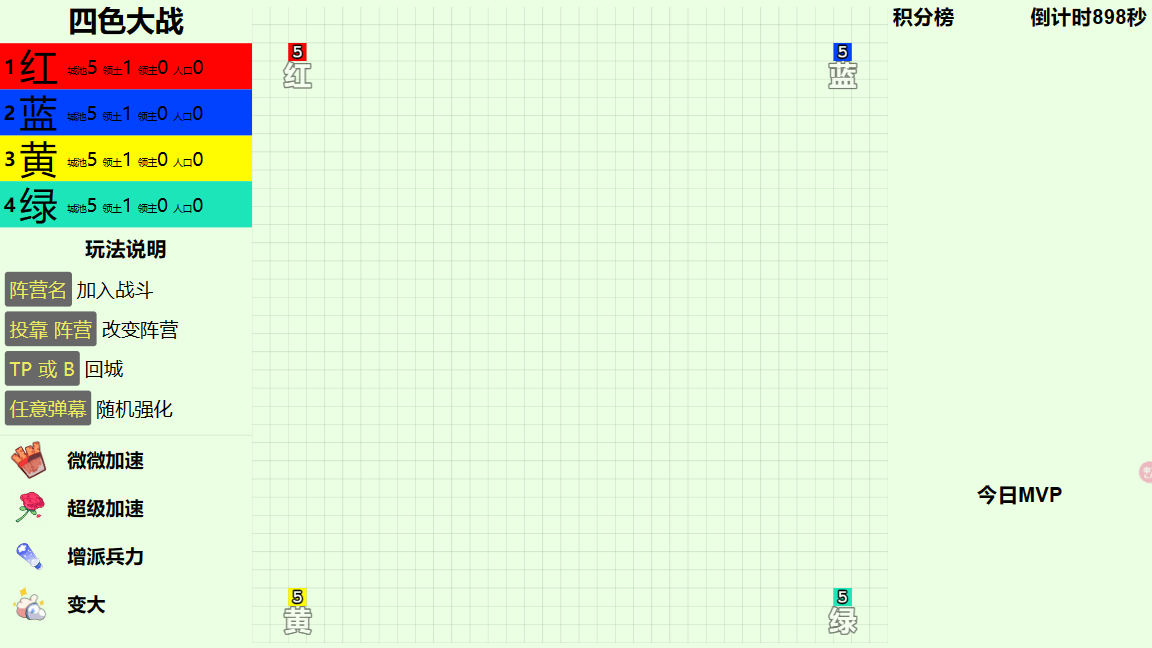 四色大战
1 红 城池5 领土1 领主0 人口0
2 蓝 城池5 领土1 领主0 人口0
3 黄 城池5 领土1 领主0 人口0
4 绿 城池5 领土1 领主0 人口0
玩法说明
阵营名 加入战斗
投靠 阵营 改变阵营
TP 或 B 回城
任意弹幕 随机强化
微微加速
超级加速
增派兵力
变大
5
红
5
蓝
5
黄
5
绿
积分榜 倒计时898秒
今日MVP